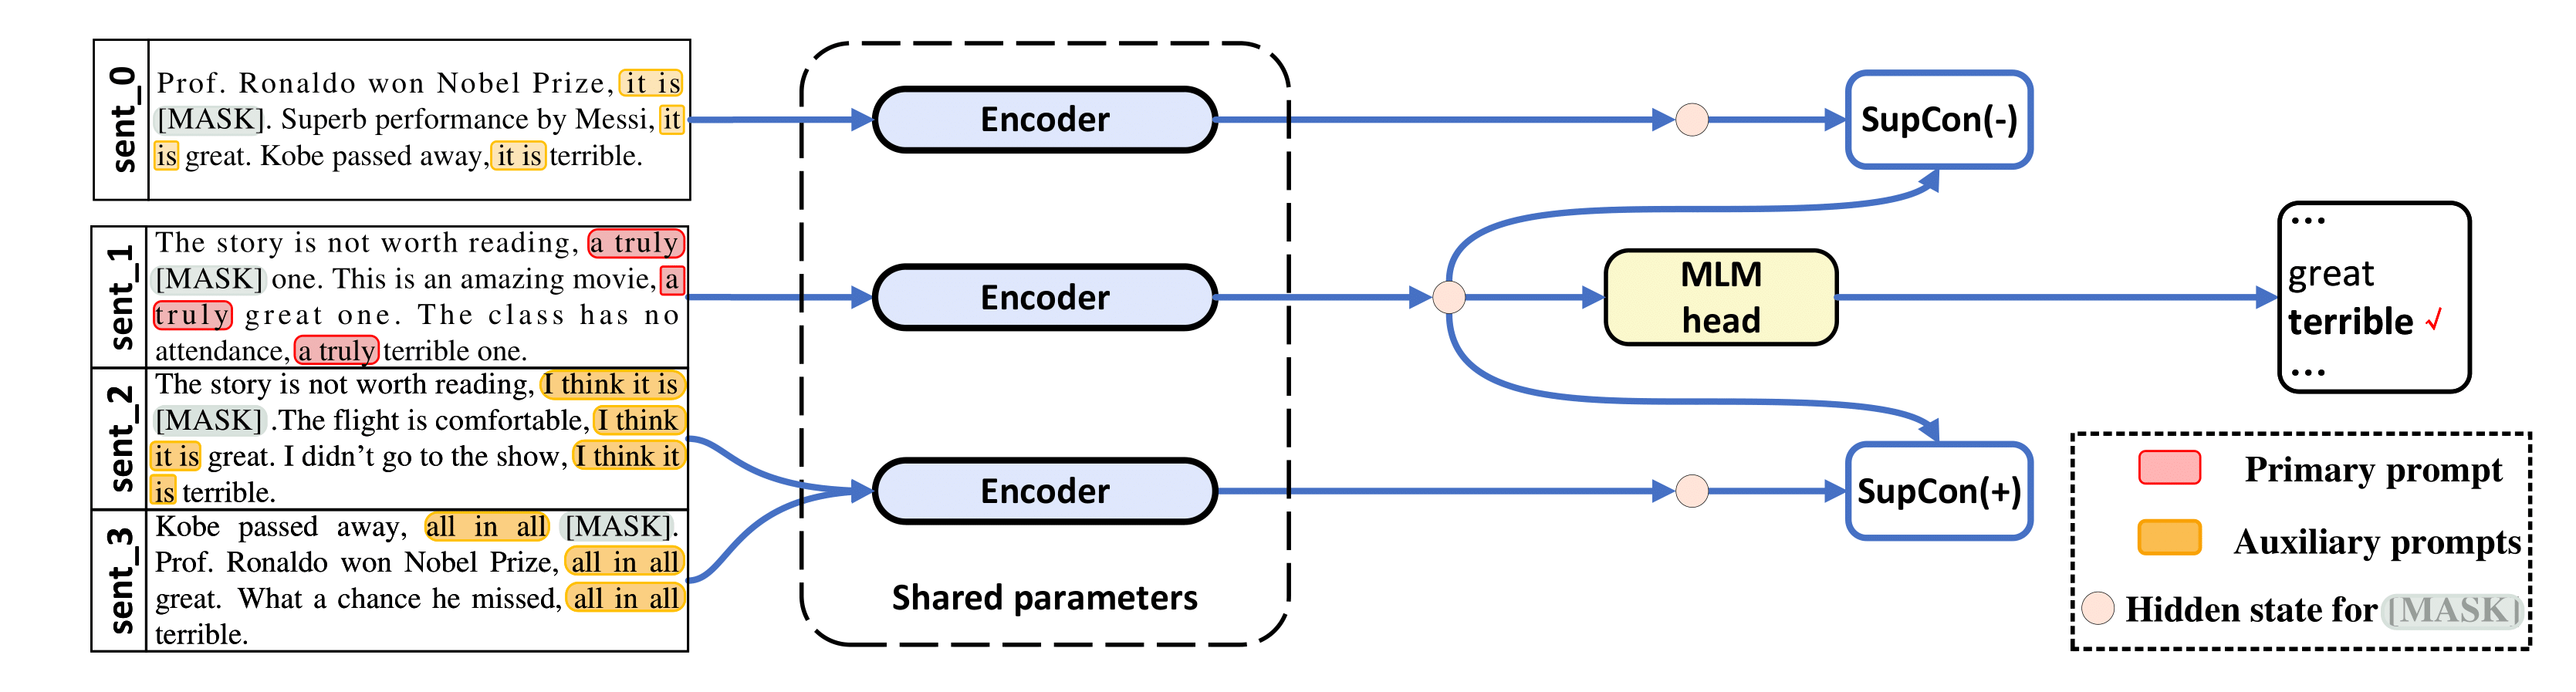 sent_0
Prof. Ronaldo won Nobel Prize, it is
[MASK]. Superb performance by Messi, it
is great. Kobe passed away, it is terrible.
sent_1
The story is not worth reading, a truly
[MASK] one. This is an amazing movie, a
truly great one. The class has no
attendance, a truly terrible one.
sent_2
The story is not worth reading, I think it is
[MASK] .The flight is comfortable, I think
it is great. I didn't go to the show, I think it
is terrible.
sent_3
Kobe passed away, all in all [MASK].
Prof. Ronaldo won Nobel Prize, all in all
great. What a chance he missed, all in all
terrible.
Encoder
Encoder
Encoder
Shared parameters
SupCon(-)
MLM
head
SupCon(+)
...
great
terrible √
...
Primary prompt
Auxiliary prompts
Hidden state for [MASK]